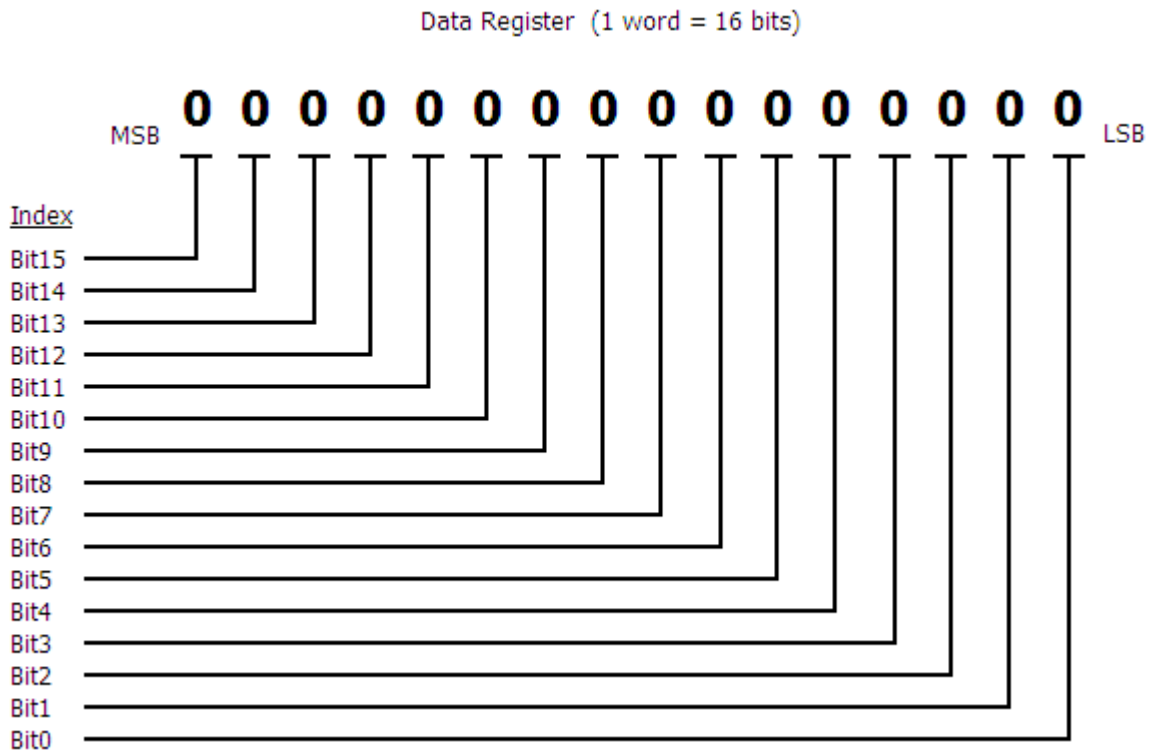 Data Register (1 word = 16 bits)
MSB 0 0 0 0 0 0 0 0 0 0 0 0 0 0 0 0 LSB
Index
Bit15
Bit14
Bit13
Bit12
Bit11
Bit10
Bit9
Bit8
Bit7
Bit6
Bit5
Bit4
Bit3
Bit2
Bit1
Bit0